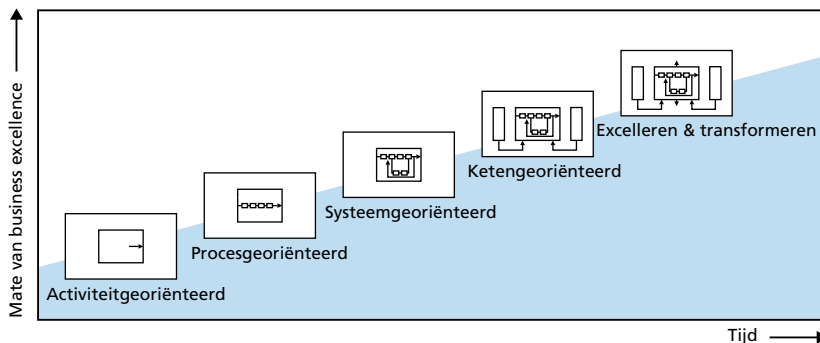 Mate van business excellence
Excelleren & transformeren
Ketengeoriënteerd
Systeemgeoriënteerd
Procesgeoriënteerd
Activiteitgeoriënteerd
Tijd